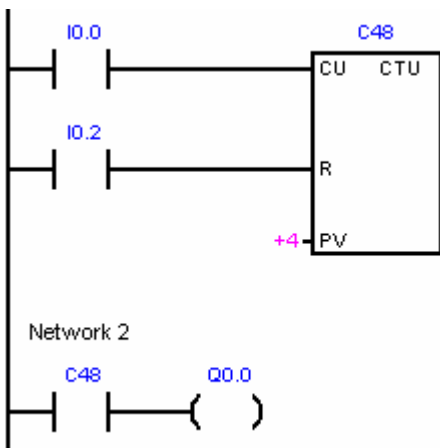 I0.0
C48
CU CTU
I0.2
R
+4 PV
Network 2
C48 Q0.0